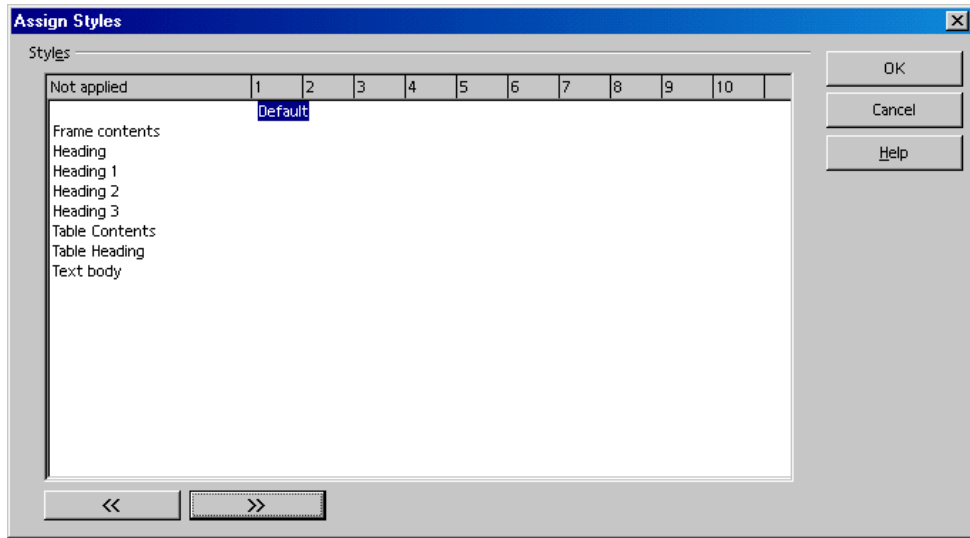 Assign Styles
Styles
Not applied 1 2 3 4 5 6 7 8 9 10
Default
Frame contents
Heading
Heading 1
Heading 2
Heading 3
Table Contents
Table Heading
Text body
<< >>
OK
Cancel
Help